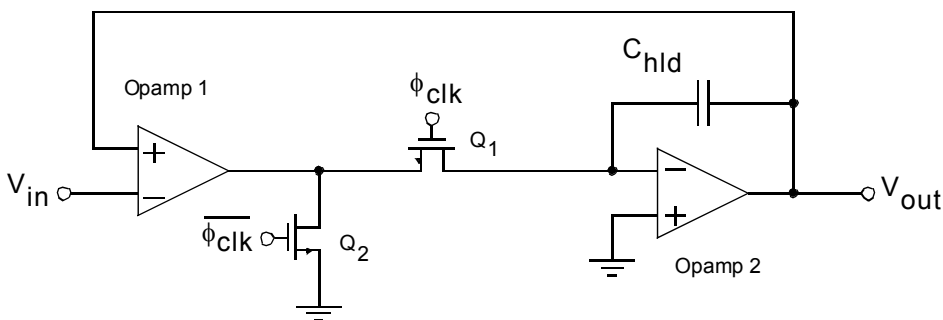 C_hld
Opamp 1
ϕ_clk
Q_1
+
−
V_in
−
+
V_out
ϕ_clk
Q_2
Opamp 2